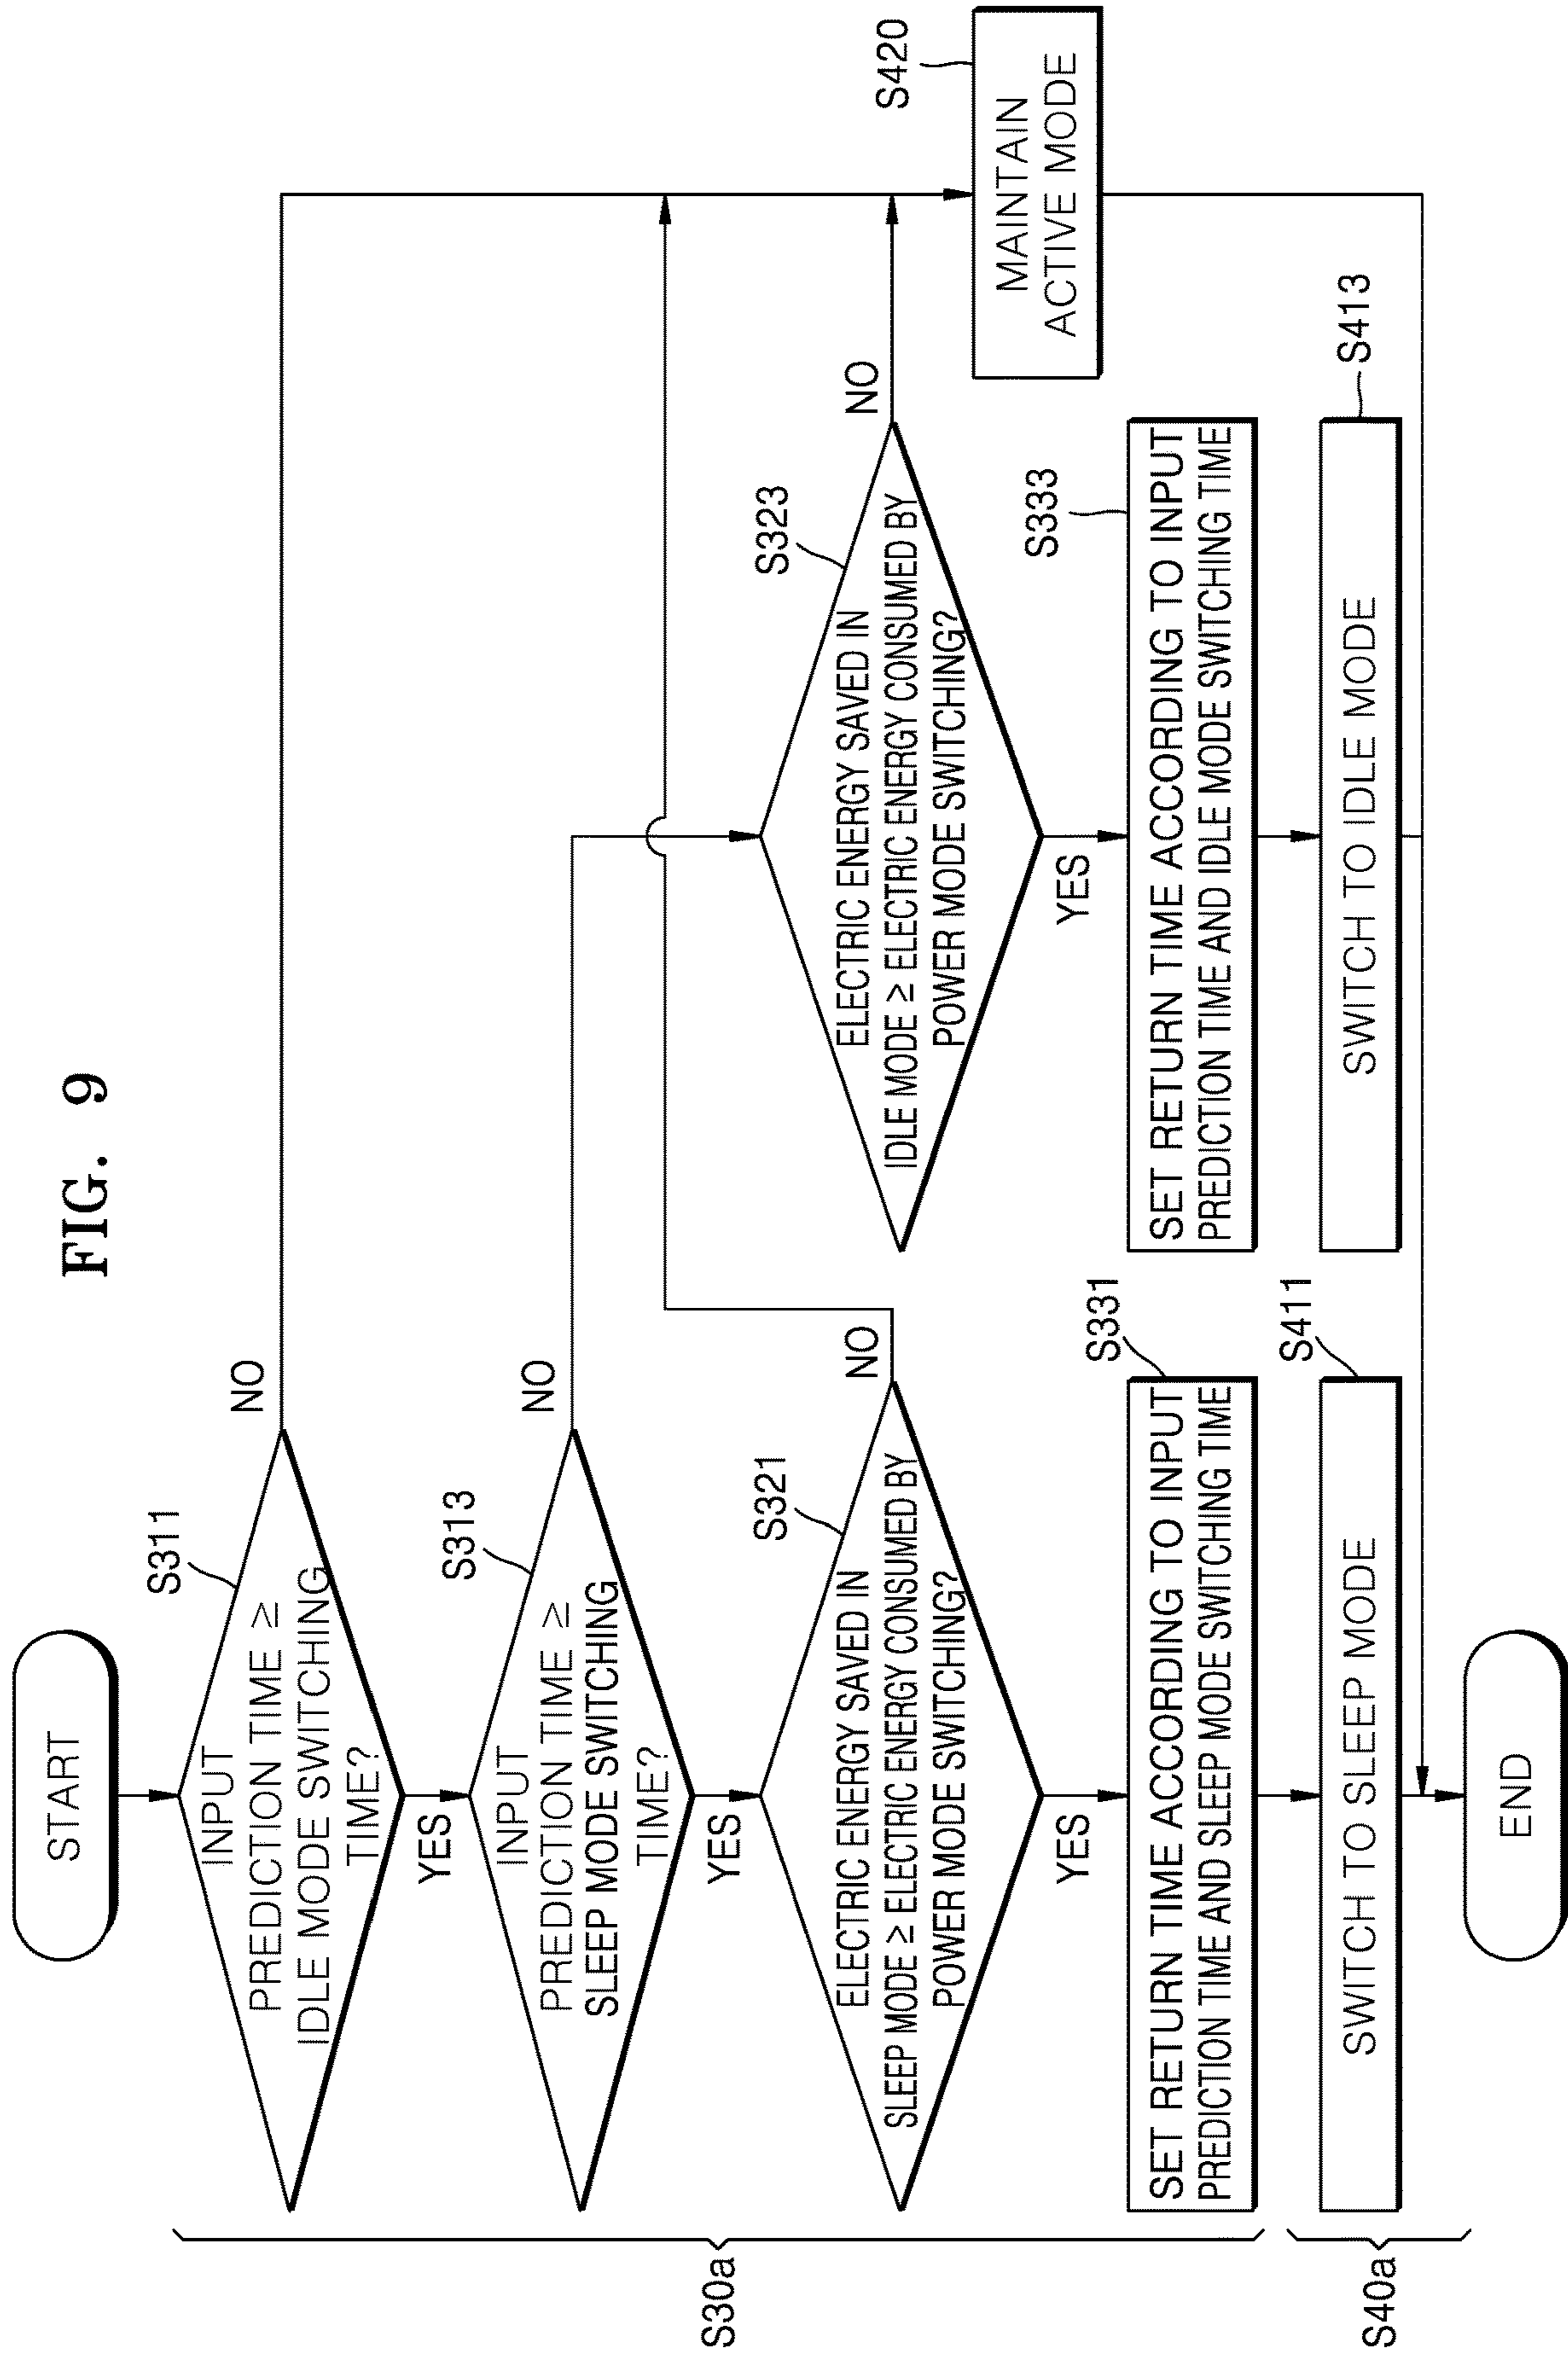 FIG. 9
START
S311
INPUT
PREDICTION TIME ≥
IDLE MODE SWITCHING
TIME?
NO
YES
S313
INPUT
PREDICTION TIME ≥
SLEEP MODE SWITCHING
TIME?
NO
YES
S321
ELECTRIC ENERGY SAVED IN
SLEEP MODE ≥ ELECTRIC ENERGY CONSUMED BY
POWER MODE SWITCHING?
NO
YES
S323
ELECTRIC ENERGY SAVED IN
IDLE MODE ≥ ELECTRIC ENERGY CONSUMED BY
POWER MODE SWITCHING?
NO
YES
S420
MAINTAIN
ACTIVE MODE
S30a
S331
SET RETURN TIME ACCORDING TO INPUT
PREDICTION TIME AND SLEEP MODE SWITCHING TIME
S333
SET RETURN TIME ACCORDING TO INPUT
PREDICTION TIME AND IDLE MODE SWITCHING TIME
S40a
S411
SWITCH TO SLEEP MODE
S413
SWITCH TO IDLE MODE
END